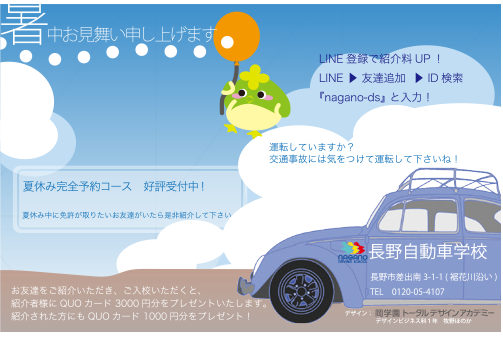 暑中お見舞い申し上げます
LINE 登録で紹介料 UP！
LINE ▶ 友達追加 ▶ ID 検索
『nagano-ds』と入力！
運転していますか？
交通事故には気をつけて運転して下さいね！
夏休み完全予約コース 好評受付中！
夏休み中に免許が取りたいお友達がいたら是非紹介して下さい
NAGANO
DRIVING SCHOOL
長野自動車学校
長野市差出南 3-1-1 ( 裾花川沿い )
TEL 0120-05-4107
お友達をご紹介いただき、ご入校いただくと、
紹介者様に QUO カード 3000 円分をプレゼントいたします。
紹介された方にも QUO カード 1000 円分をプレゼント！
デザイン： 岡学園 トータルデザインアカデミー
デザインビジネス科 1 年 牧野ほのか